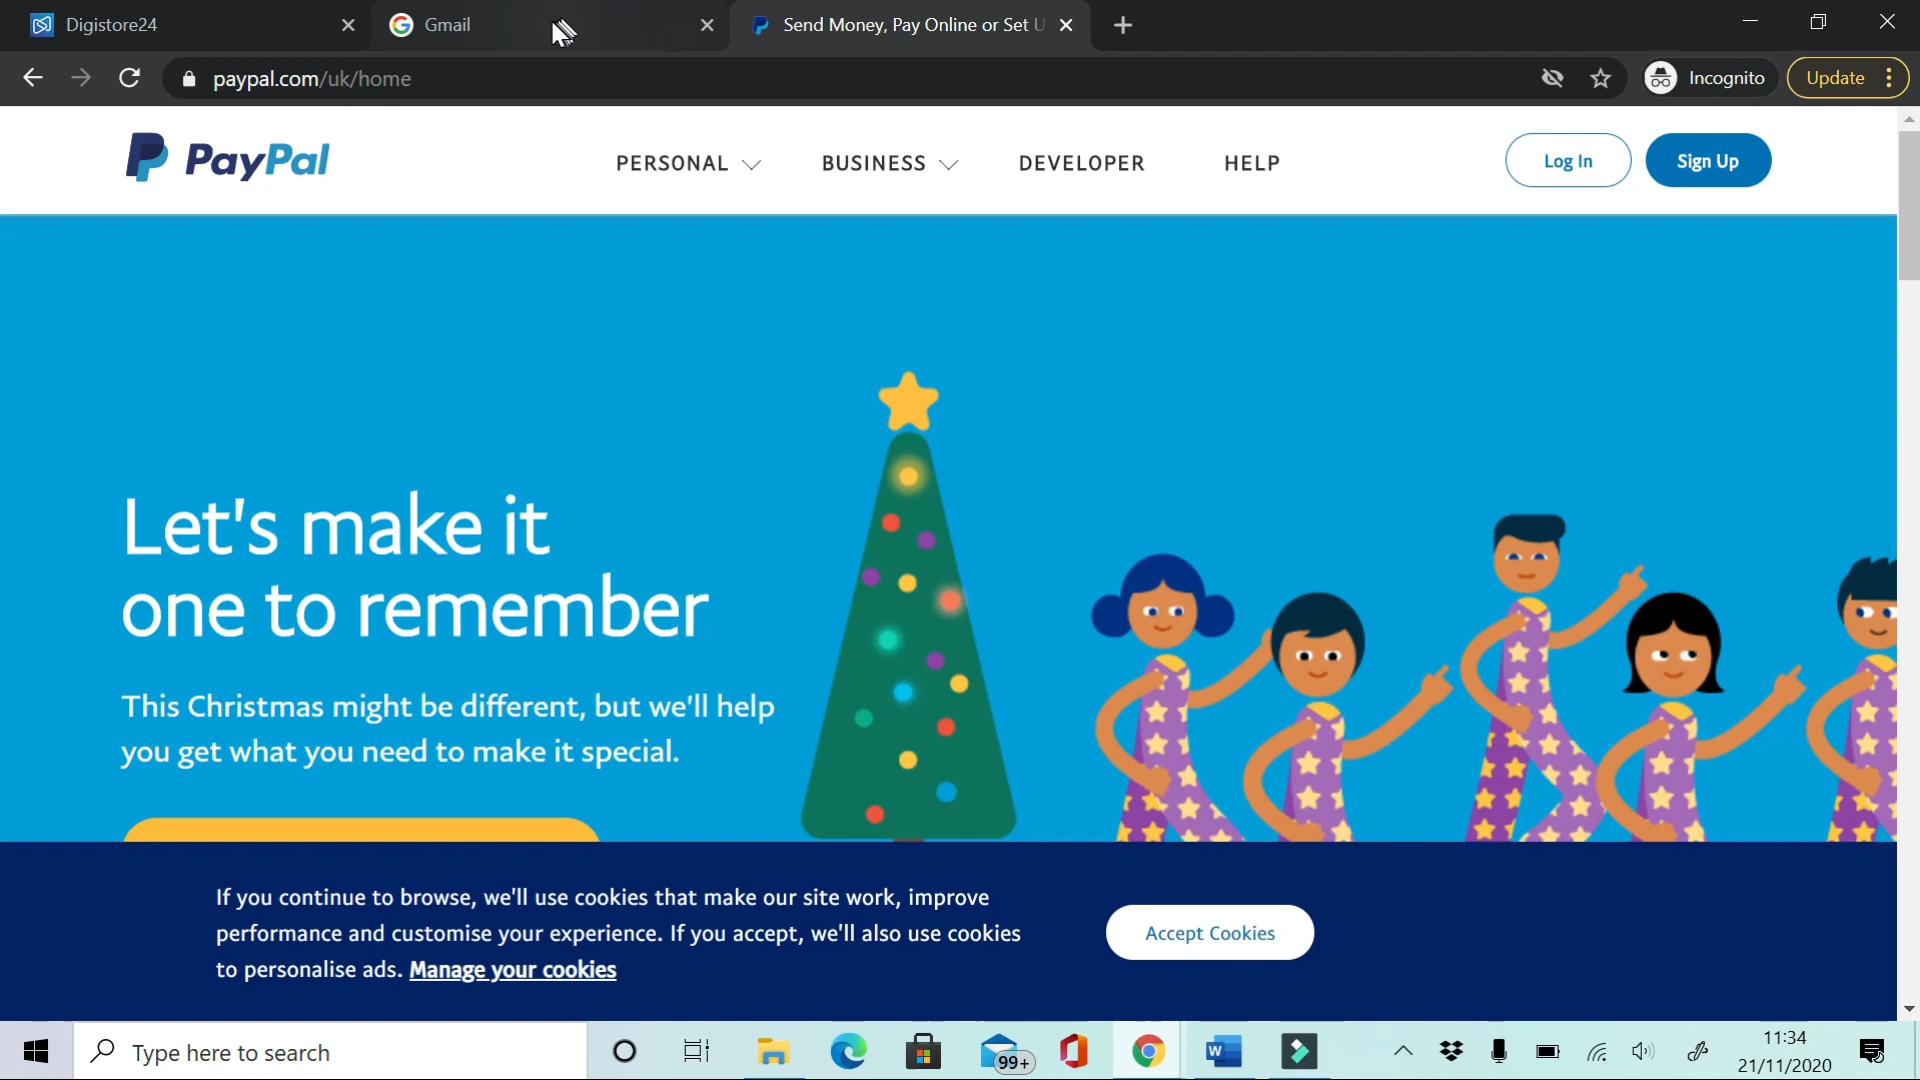 Digistore24
Gmail
Send Money, Pay Online or Set U
paypal.com/uk/home
Incognito
Update
PayPal
PERSONAL
BUSINESS
DEVELOPER
HELP
Log In
Sign Up
Let's make it
one to remember
This Christmas might be different, but we'll help
you get what you need to make it special.
If you continue to browse, we'll use cookies that make our site work, improve
performance and customise your experience. If you accept, we'll also use cookies
to personalise ads. Manage your cookies
Accept Cookies
Type here to search
99+
W
11:34
21/11/2020